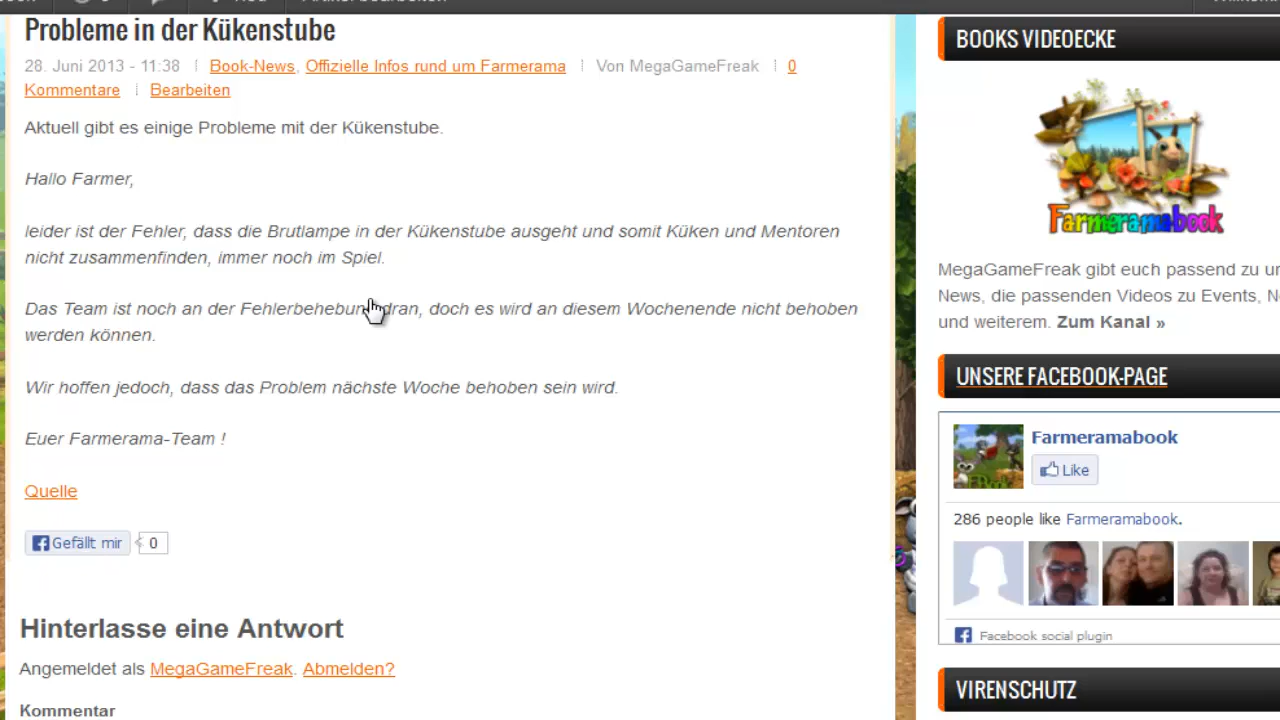 Probleme in der Kükenstube
28. Juni 2013 - 11:38 Book-News, Offizielle Infos rund um Farmerama Von MegaGameFreak 0
Kommentare Bearbeiten
Aktuell gibt es einige Probleme mit der Kükenstube.
Hallo Farmer,
leider ist der Fehler, dass die Brutlampe in der Kükenstube ausgeht und somit Küken und Mentoren
nicht zusammenfinden, immer noch im Spiel.
Das Team ist noch an der Fehlerbehebung dran, doch es wird an diesem Wochenende nicht behoben
werden können.
Wir hoffen jedoch, dass das Problem nächste Woche behoben sein wird.
Euer Farmerama-Team !
Quelle
Gefällt mir 0
Hinterlasse eine Antwort
Angemeldet als MegaGameFreak. Abmelden?
Kommentar
BOOKS VIDEOECKE
Farmeramabook
MegaGameFreak gibt euch passend zu
News, die passenden Videos zu Events,
und weiterem. Zum Kanal »
UNSERE FACEBOOK-PAGE
Farmeramabook
Like
286 people like Farmeramabook.
Facebook social plugin
VIRENSCHUTZ